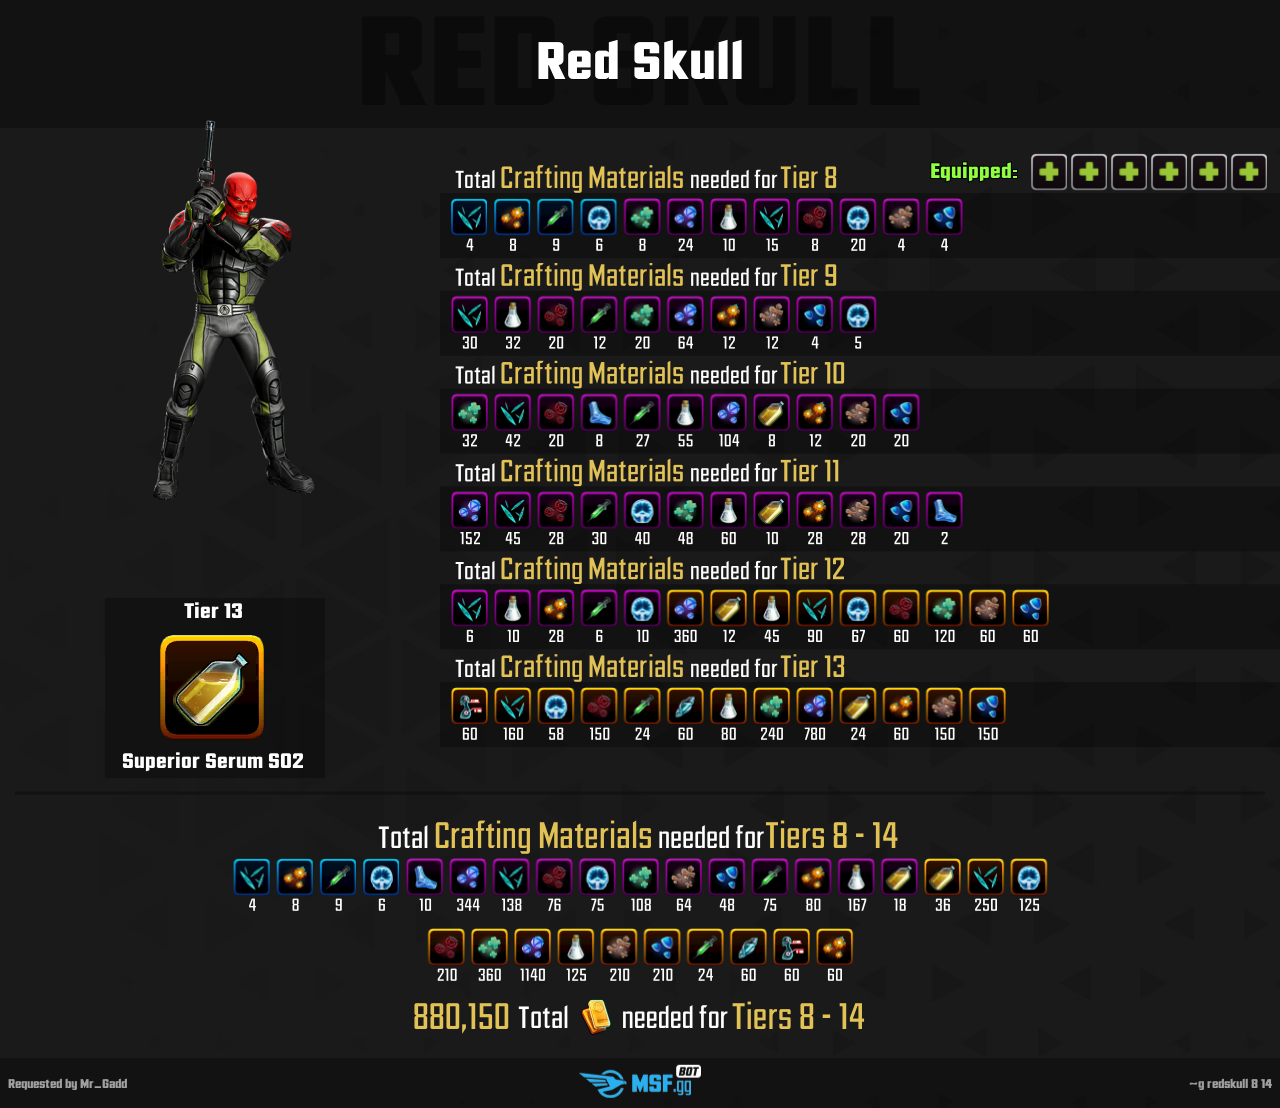 RED SKULL
Red Skull
Equipped:
Total Crafting Materials needed for Tier 8
4 8 9 6 8 24 10 15 8 20 4 4
Total Crafting Materials needed for Tier 9
30 32 20 12 20 64 12 12 4 5
Total Crafting Materials needed for Tier 10
32 42 20 8 27 55 104 8 12 20 20
Total Crafting Materials needed for Tier 11
152 45 28 30 40 48 60 10 28 28 20 2
Total Crafting Materials needed for Tier 12
6 10 28 6 10 360 12 45 90 67 60 120 60 60
Total Crafting Materials needed for Tier 13
60 160 58 150 24 60 80 240 780 24 60 150 150
Tier 13
Superior Serum S02
Total Crafting Materials needed for Tiers 8 - 14
4 8 9 6 10 344 138 76 75 108 64 48 75 80 167 18 36 250 125
210 360 1140 125 210 210 24 60 60 60
880,150 Total needed for Tiers 8 - 14
Requested by Mr_Gadd
MSF.gg BOT
~g redskull 8 14